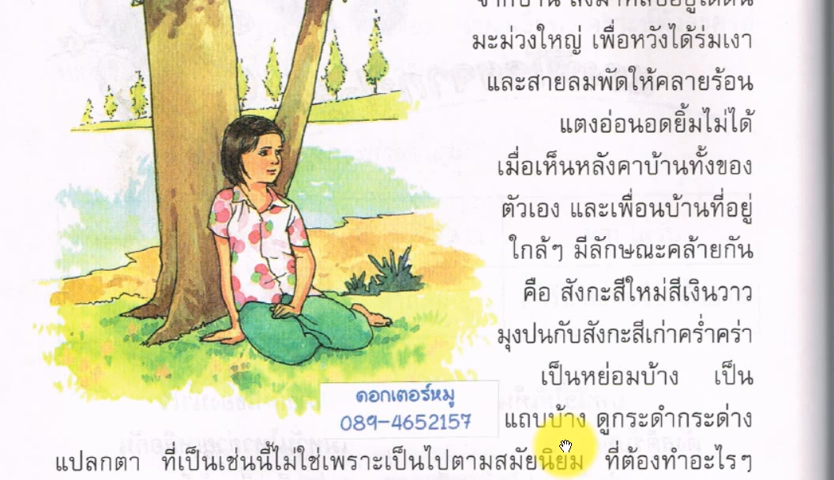 มะม่วงใหญ่ เพื่อหวังได้ร่มเงา
และสายลมพัดให้คลายร้อน
แตงอ่อนอดยิ้มไม่ได้
เมื่อเห็นหลังคาบ้านทั้งของ
ตัวเอง และเพื่อนบ้านที่อยู่
ใกล้ๆ มีลักษณะคล้ายกัน
คือ สังกะสีใหม่สีเงินวาว
มุงปนกับสังกะสีเก่าคร่ำคร่า
เป็นหย่อมบ้าง เป็น
แถบบ้าง ดูกระดำกระด่าง
แปลกตา ที่เป็นเช่นนี้ไม่ใช่เพราะเป็นไปตามสมัยนิยม ที่ต้องทำอะไรๆ
ดอกเตอร์หมู
089-4652157